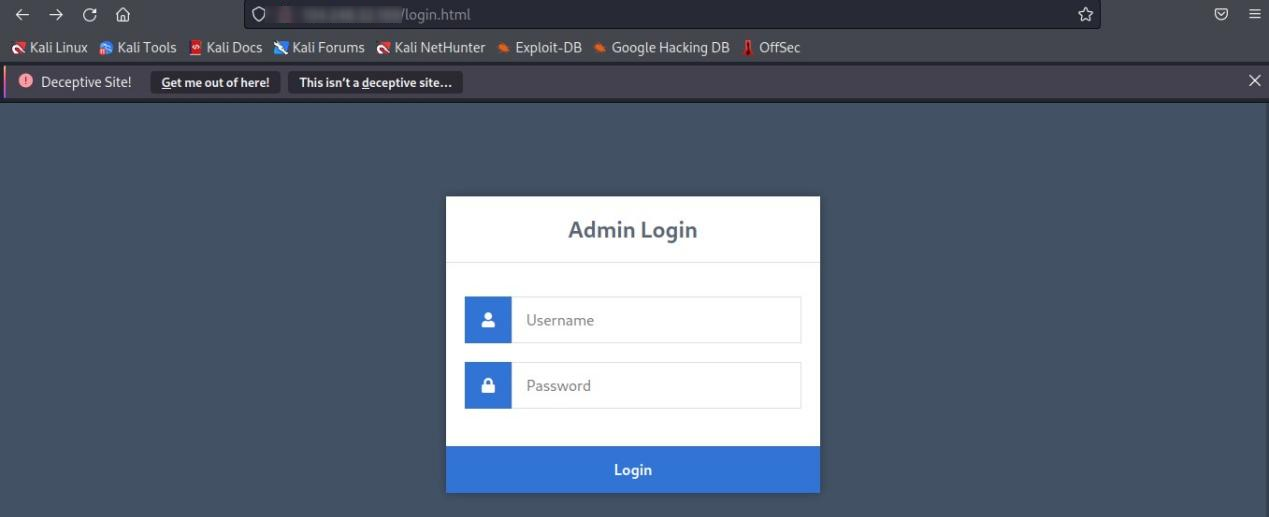 /login.html
Kali Linux Kali Tools Kali Docs Kali Forums Kali NetHunter Exploit-DB Google Hacking DB OffSec
Deceptive Site! Get me out of here! This isn't a deceptive site...
Admin Login
Username
Password
Login